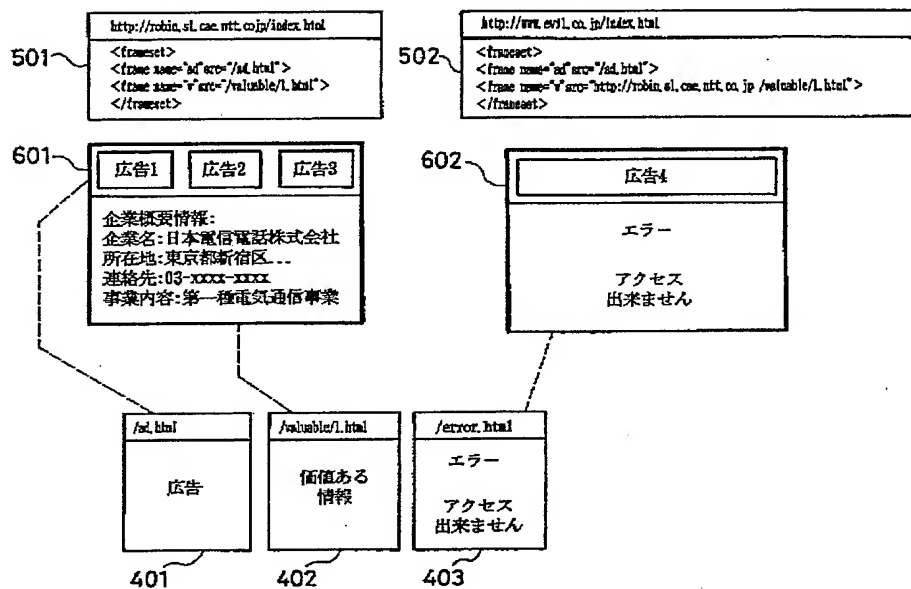 http://robin.sl.cae.ntt.co.jp/index.html
501
<frameset>
<frame name="ad"src="/ad.html">
<frame name="v"src="/valuable/1.html">
</frameset>
http://www.evil.co.jp/index.html
502
<frameset>
<frame name="ad"src="/ad.html">
<frame name="v"src="http://robin.sl.cae.ntt.co.jp /valuable/1.html">
</frameset>
601
広告1 広告2 広告3
企業概要情報:
企業名:日本電信電話株式会社
所在地:東京都新宿区...
連絡先:03-xxxx-xxxx
事業内容:第一種電気通信事業
602
広告4
エラー
アクセス
出来ません
/ad.html
広告
401
/valuable/1.html
価値ある
情報
402
/error.html
エラー
アクセス
出来ません
403